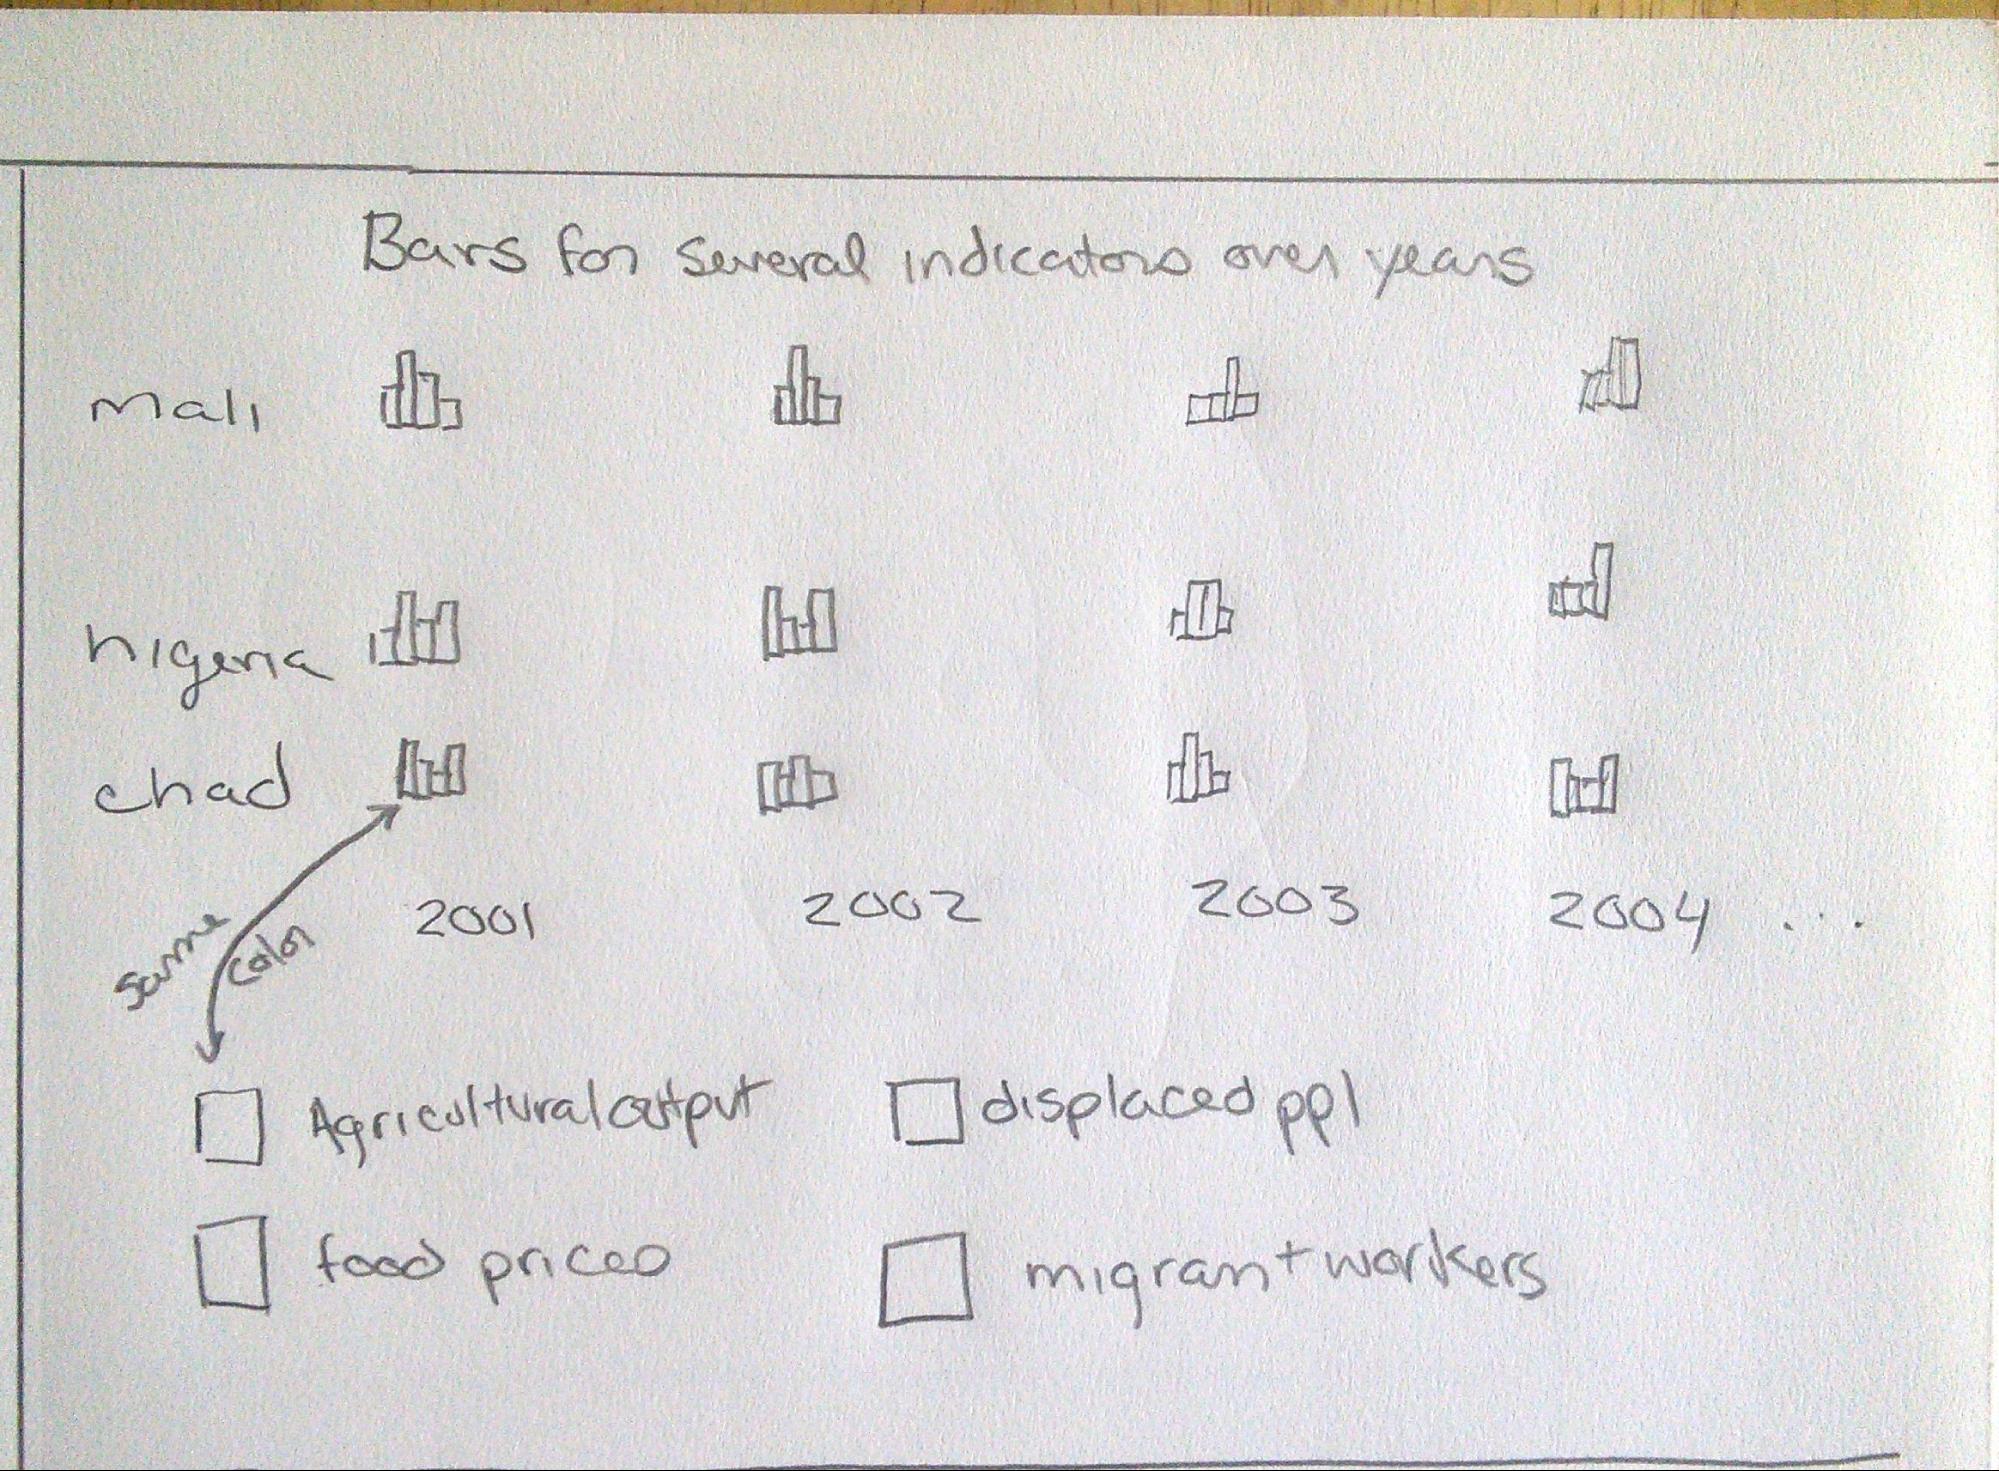 Bars for several indicators over years
mali
nigeria
chad
2001 2002 2003 2004 ...
same color
Agricultural output
displaced ppl
food prices
migrant workers